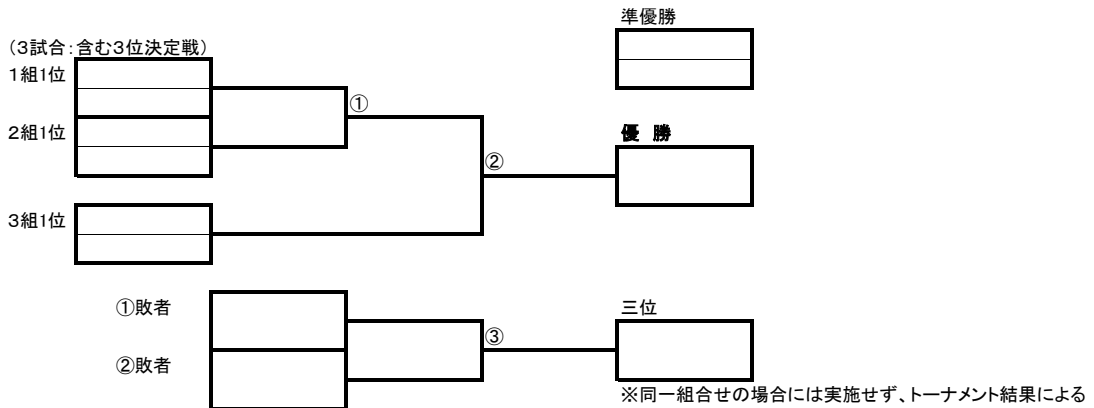 準優勝
(3試合:含む3位決定戦)
1組1位
①
2組1位
優　勝
②
3組1位
①敗者
三位
③
②敗者
※同一組合せの場合には実施せず、トーナメント結果による